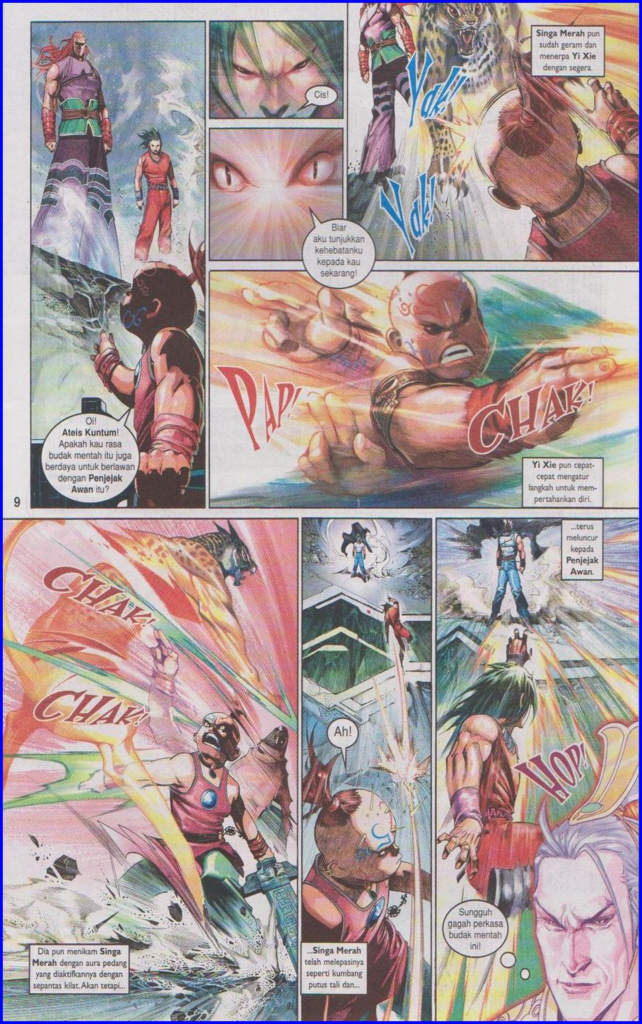 Oi!
Ateis Kuntum!
Apakah kau rasa
budak mentah itu juga
berdaya untuk berlawan
dengan Penjejak
Awan itu?
Cis!
Biar
aku tunjukkan
kehebatanku
kepada kau
sekarang!
Singa Merah pun
sudah geram dan
menerpa Yi Xie
dengan segera.
Yak!
Yak!
PAP!
CHAK!
Yi Xie pun cepat-
cepat mengatur
langkah untuk mem-
pertahankan diri.
9
CHAK!
CHAK!
Dia pun menikam Singa
Merah dengan aura pedang
yang diaktifkannya dengan
sepantas kilat. Akan tetapi...
Ah!
...Singa Merah
telah melepasinya
seperti kumbang
putus tali dan...
...terus
meluncur
kepada
Penjejak
Awan.
HOP!
Sungguh
gagah perkasa
budak mentah
ini!